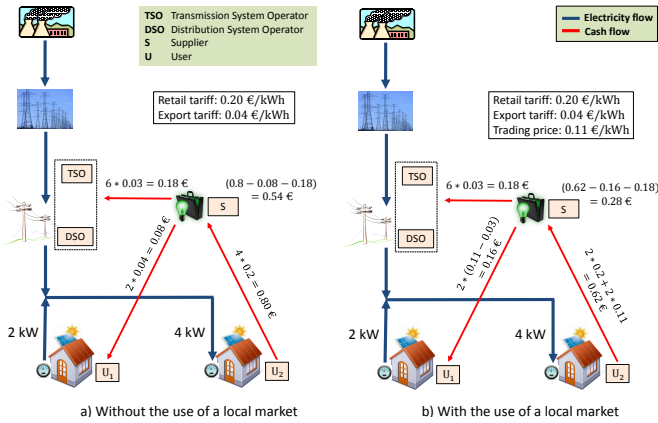 TSO Transmission System Operator
DSO Distribution System Operator
S Supplier
U User
Retail tariff: 0.20 €/kWh
Export tariff: 0.04 €/kWh
TSO
DSO
6 * 0.03 = 0.18 €
S
(0.8 - 0.08 - 0.18)
= 0.54 €
2 * 0.04 = 0.08 €
4 * 0.2 = 0.80 €
2 kW
4 kW
U₁
U₂
a) Without the use of a local market
Electricity flow
Cash flow
Retail tariff: 0.20 €/kWh
Export tariff: 0.04 €/kWh
Trading price: 0.11 €/kWh
TSO
DSO
6 * 0.03 = 0.18 €
S
(0.62 - 0.16 - 0.18)
= 0.28 €
2 * (0.11 - 0.03)
= 0.16 €
2 * 0.2 + 2 * 0.11
= 0.62 €
2 kW
4 kW
U₁
U₂
b) With the use of a local market